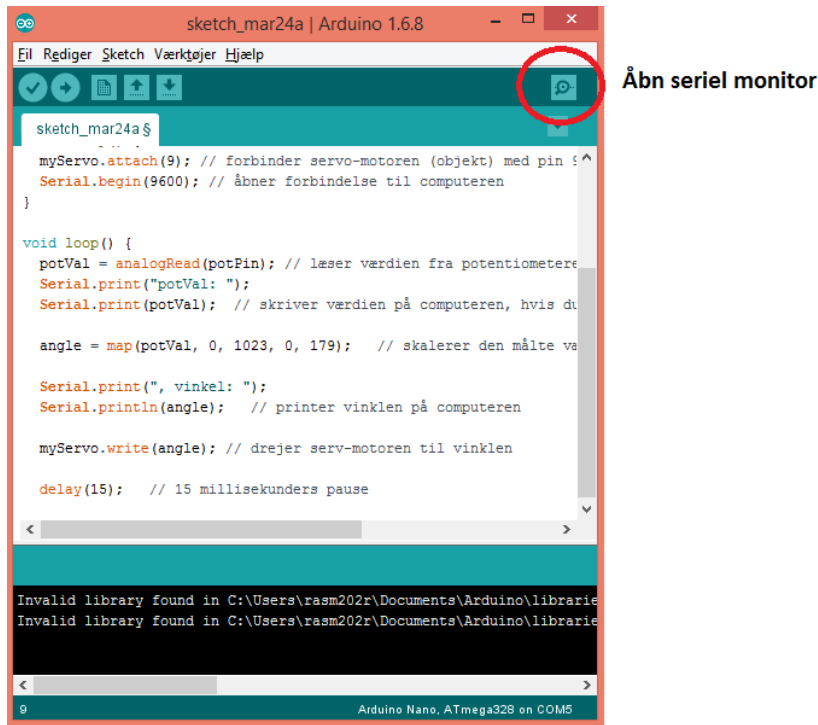 sketch_mar24a | Arduino 1.6.8
Fil Rediger Sketch Værktøjer Hjælp
Åbn seriel monitor
sketch_mar24a §
myServo.attach(9); // forbinder servo-motoren (objekt) med pin 9
Serial.begin(9600); // åbner forbindelse til computeren
}
void loop() {
potVal = analogRead(potPin); // læser værdien fra potentiometere
Serial.print("potVal: ");
Serial.print(potVal); // skriver værdien på computeren, hvis du
angle = map(potVal, 0, 1023, 0, 179); // skalerer den målte væ
Serial.print(", vinkel: ");
Serial.println(angle); // printer vinklen på computeren
myServo.write(angle); // drejer serv-motoren til vinklen
delay(15); // 15 millisekunders pause
Invalid library found in C:\Users\rasm202r\Documents\Arduino\librarie
Invalid library found in C:\Users\rasm202r\Documents\Arduino\librarie
9
Arduino Nano, ATmega328 on COM5